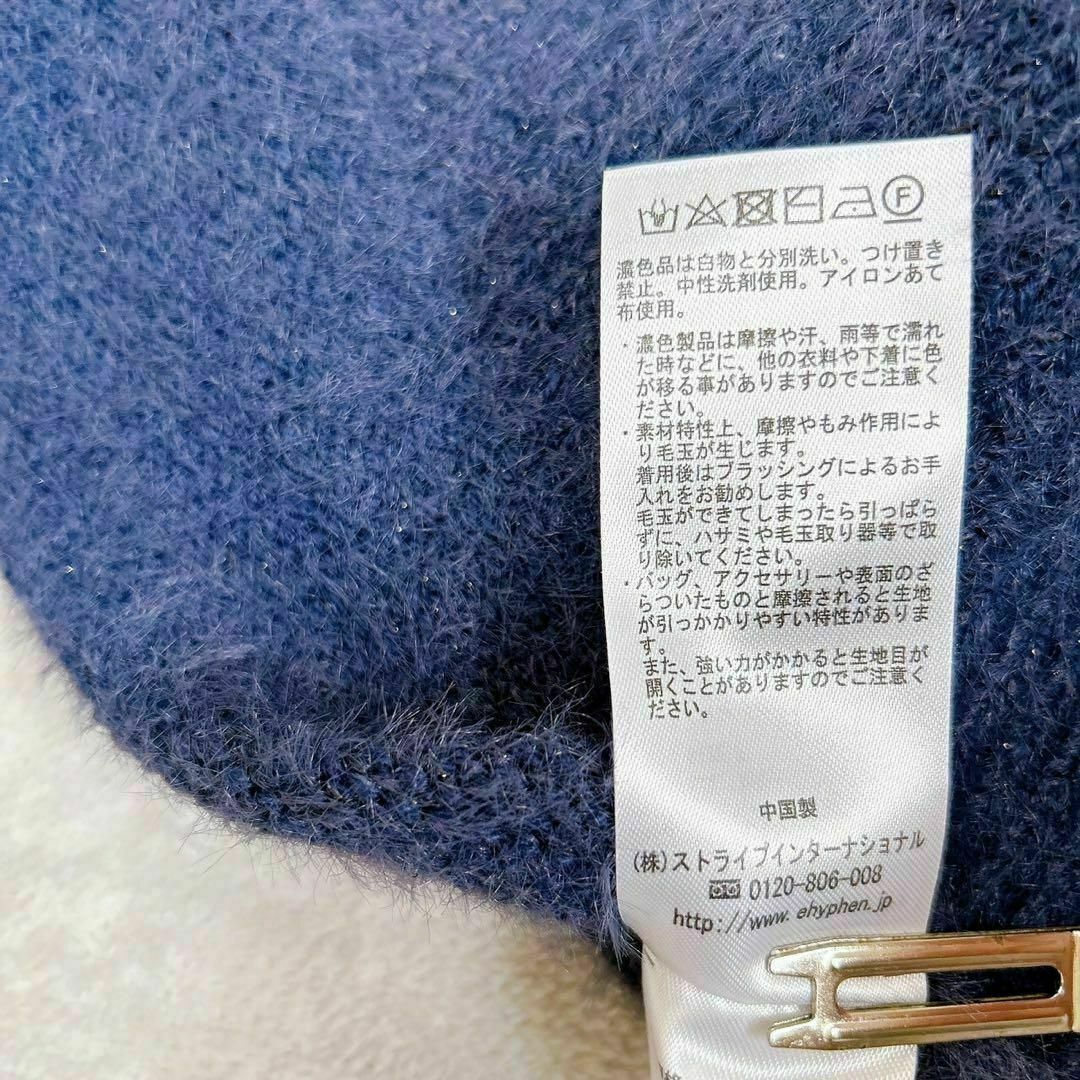 F
濃色品は白物と分別洗い。つけ置き
禁止。中性洗剤使用。アイロンあて
布使用。
・濃色製品は摩擦や汗、雨等で濡れ
た時などに、他の衣料や下着に色
が移る事がありますのでご注意く
ださい。
・素材特性上、摩擦やもみ作用によ
り毛玉が生じます。
着用後はブラッシングによるお手
入れをお勧めします。
毛玉ができてしまったら引っぱら
ずに、ハサミや毛玉取り器等で取
り除いてください。
・バッグ、アクセサリーや表面のざ
らついたものと摩擦されると生地
が引っかかりやすい特性がありま
す。
また、強い力がかかると生地目が
開くことがありますのでご注意く
ださい。
中国製
(株)ストライプインターナショナル
0120-806-008
http://www.ehyphen.jp